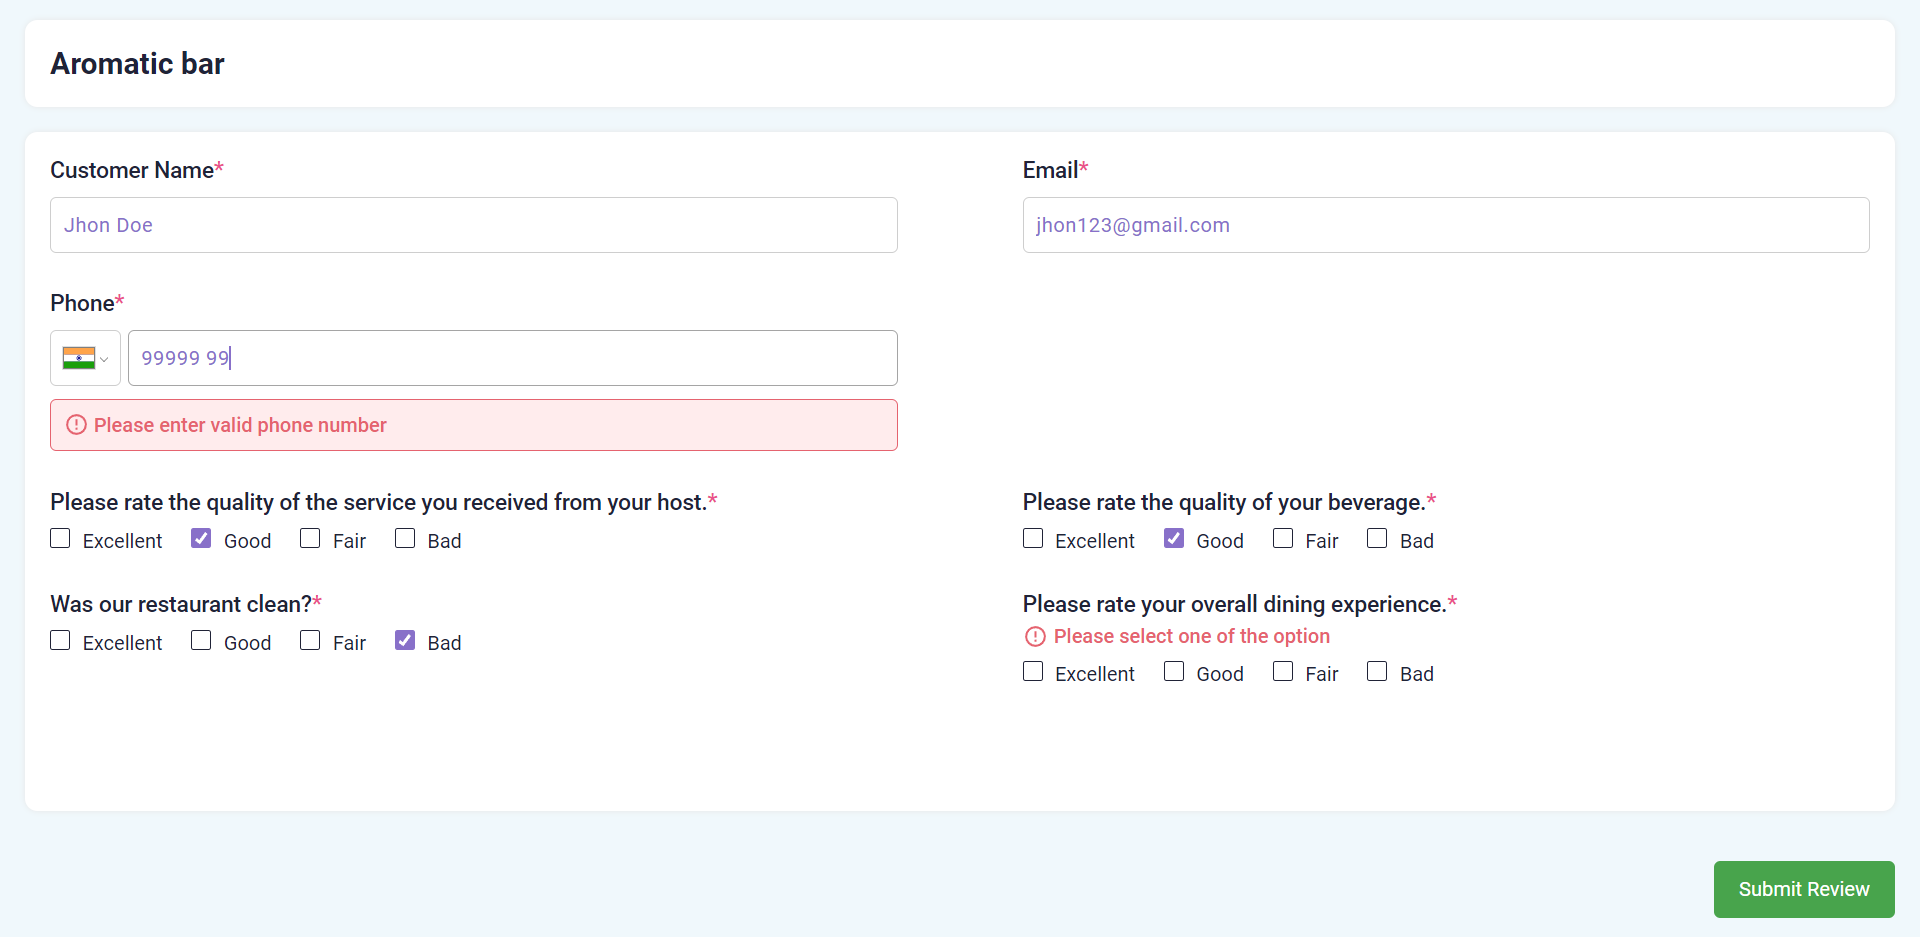 Aromatic bar
Customer Name*
Email*
Jhon Doe
jhon123@gmail.com
Phone*
99999 99
Please enter valid phone number
Please rate the quality of the service you received from your host.*
Excellent Good Fair Bad
Please rate the quality of your beverage.*
Excellent Good Fair Bad
Was our restaurant clean?*
Excellent Good Fair Bad
Please rate your overall dining experience.*
Please select one of the option
Excellent Good Fair Bad
Submit Review